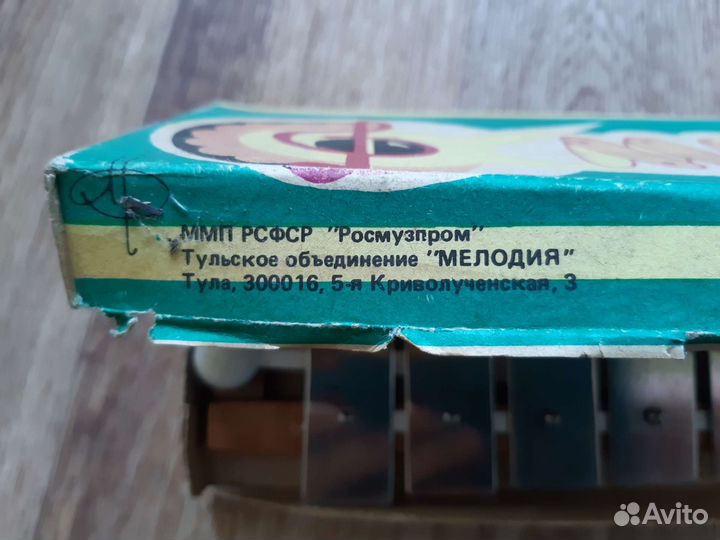 ММП РСФСР "Росмузпром"
Тульское объединение "МЕЛОДИЯ"
Тула, 300016, 5-я Криволученская, 3
Avito